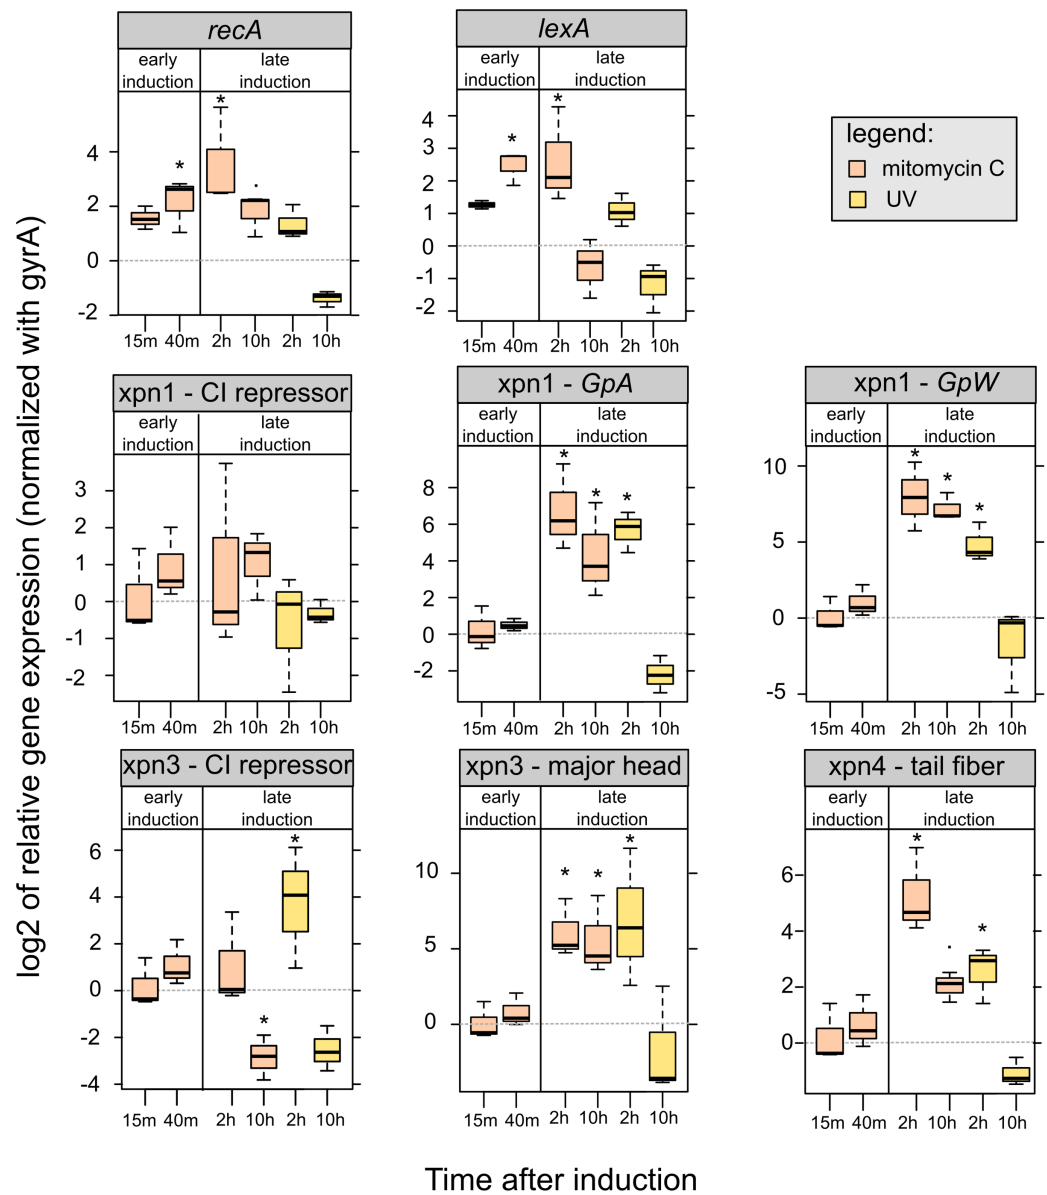 log2 of relative gene expression (normalized with gyrA)
recA
early
induction
late
induction
*
*
4
2
0
-2
15m 40m 2h 10h 2h 10h
lexA
early
induction
late
induction
*
*
4
3
2
1
0
-1
-2
15m 40m 2h 10h 2h 10h
legend:
mitomycin C
UV
xpn1 - CI repressor
early
induction
late
induction
3
2
1
0
-1
-2
15m 40m 2h 10h 2h 10h
xpn1 - GpA
early
induction
late
induction
* * *
8
6
4
2
0
-2
15m 40m 2h 10h 2h 10h
xpn1 - GpW
early
induction
late
induction
* * *
10
5
0
-5
15m 40m 2h 10h 2h 10h
xpn3 - CI repressor
early
induction
late
induction
*
*
6
4
2
0
-2
-4
15m 40m 2h 10h 2h 10h
xpn3 - major head
early
induction
late
induction
* * *
10
5
0
15m 40m 2h 10h 2h 10h
xpn4 - tail fiber
early
induction
late
induction
*
*
6
4
2
0
15m 40m 2h 10h 2h 10h
Time after induction